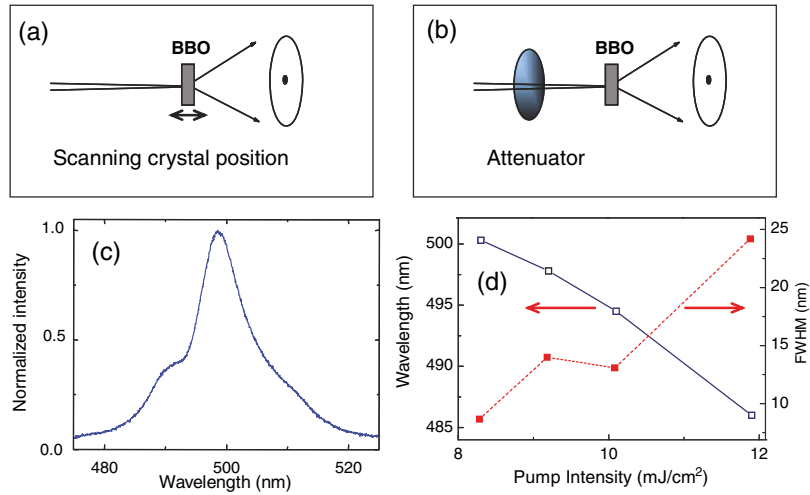 (a)
BBO
Scanning crystal position
(b)
BBO
Attenuator
(c)
Normalized intensity
1.0
0.5
0.0
480 500 520
Wavelength (nm)
(d)
Wavelength (nm)
500
495
490
485
FWHM (nm)
25
20
15
10
8 9 10 11 12
Pump Intensity (mJ/cm²)